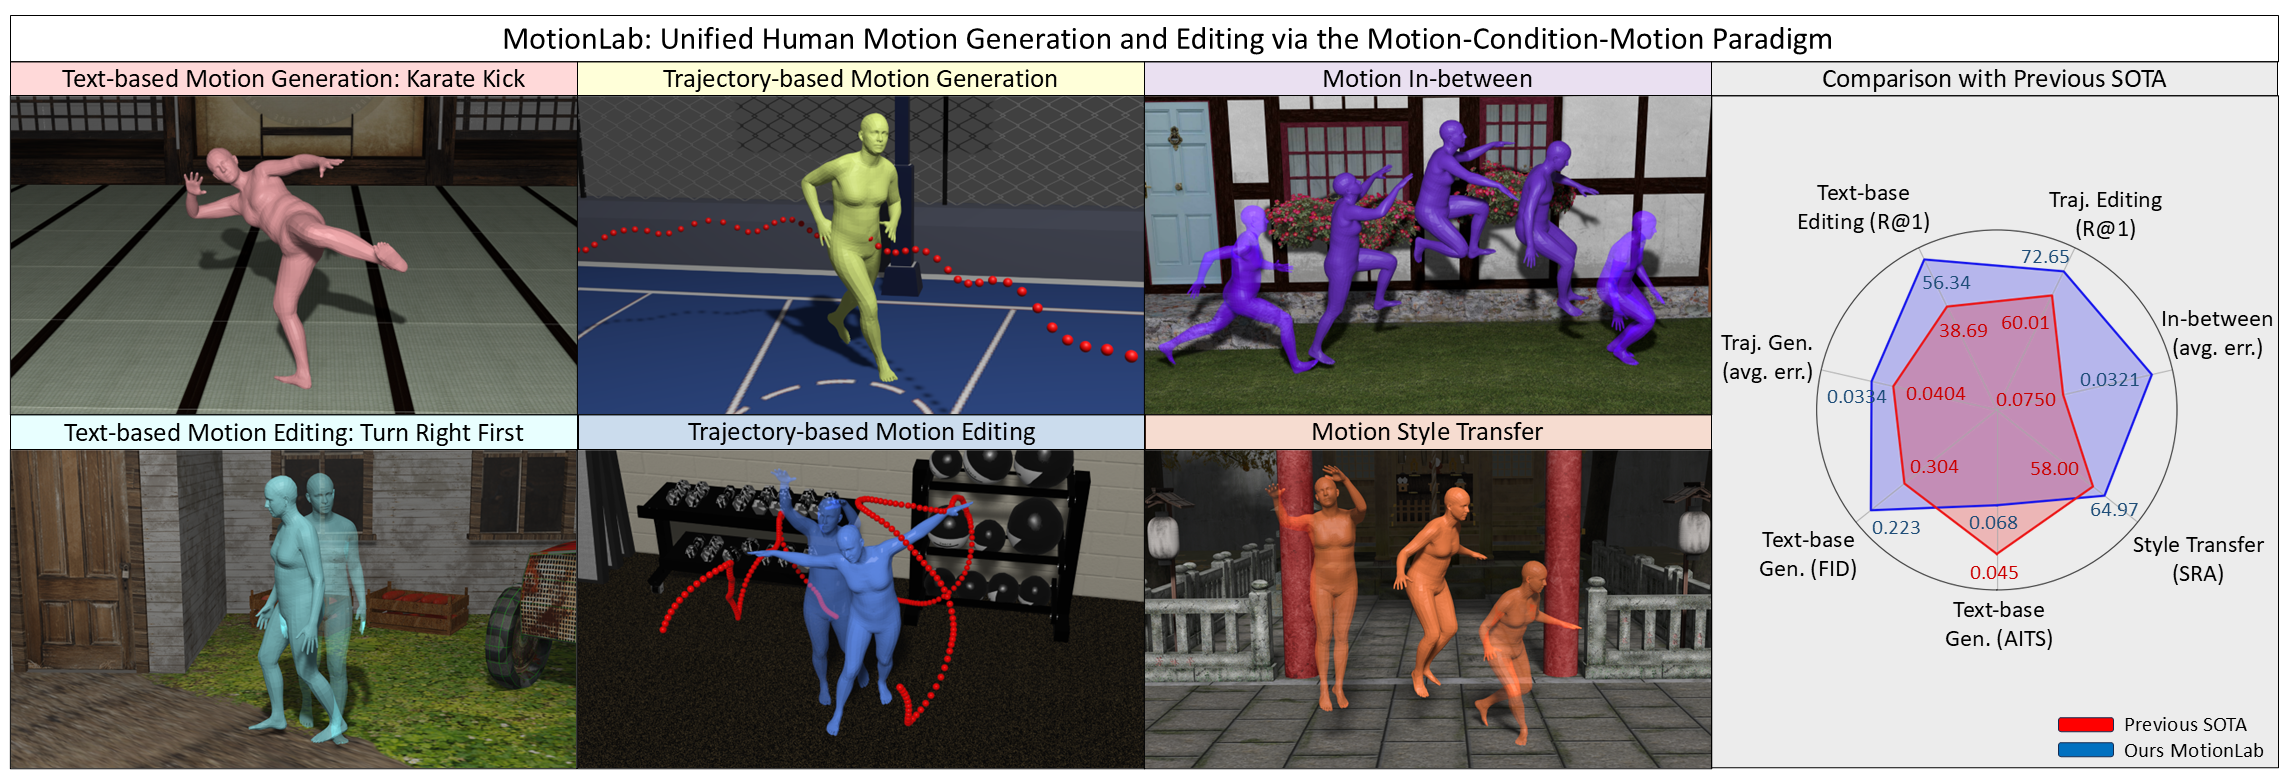 MotionLab: Unified Human Motion Generation and Editing via the Motion-Condition-Motion Paradigm
Text-based Motion Generation: Karate Kick
Trajectory-based Motion Generation
Motion In-between
Comparison with Previous SOTA
Text-based Motion Editing: Turn Right First
Trajectory-based Motion Editing
Motion Style Transfer
Text-base
Editing (R@1)
Traj. Editing
(R@1)
In-between
(avg. err.)
Style Transfer
(SRA)
Text-base
Gen. (AITS)
Text-base
Gen. (FID)
Traj. Gen.
(avg. err.)
72.65
56.34
38.69
60.01
0.0321
0.0750
0.0334
0.0404
0.304
58.00
64.97
0.068
0.223
0.045
Previous SOTA
Ours MotionLab